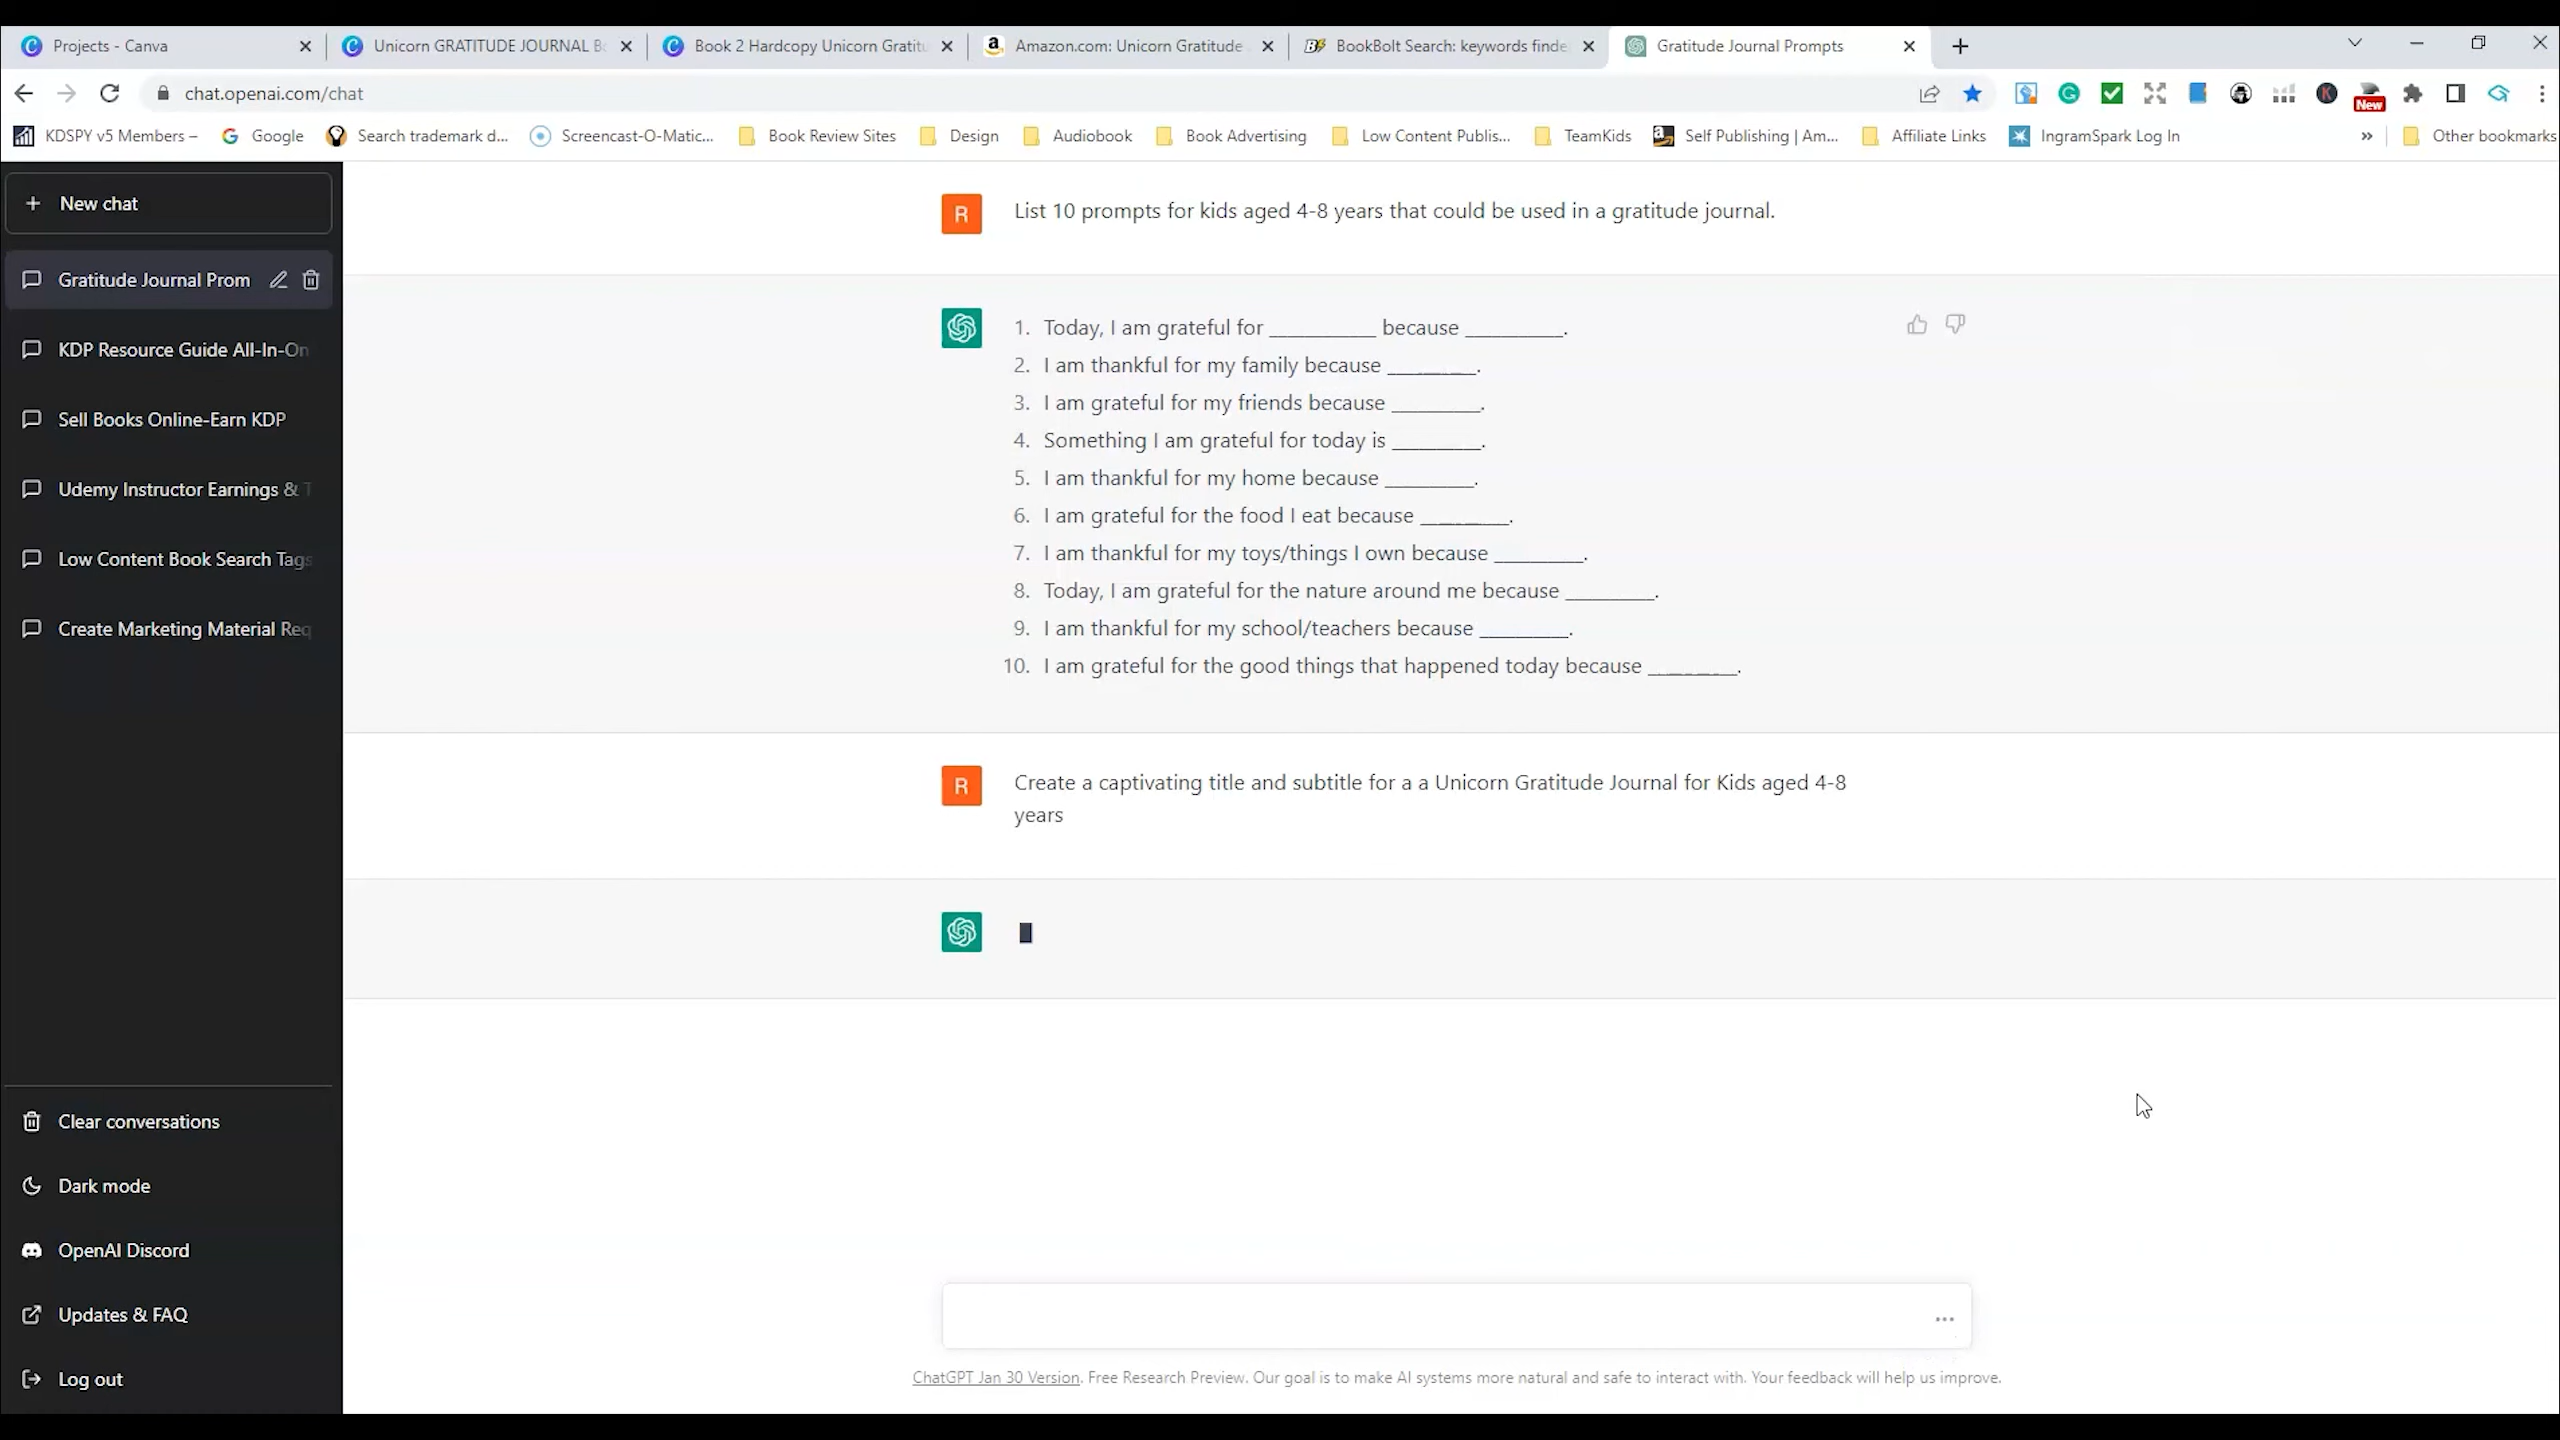 Projects - Canva
Unicorn GRATITUDE JOURNAL B
Book 2 Hardcopy Unicorn Gratitu
Amazon.com: Unicorn Gratitude
BookBolt Search: keywords finde
Gratitude Journal Prompts
chat.openai.com/chat
New
KDSPY v5 Members –
Google
Search trademark d...
Screencast-O-Matic...
Book Review Sites
Design
Audiobook
Book Advertising
Low Content Publis...
TeamKids
Self Publishing | Am...
Affiliate Links
IngramSpark Log In
»
Other bookmarks
New chat
Gratitude Journal Prom
KDP Resource Guide All-In-On
Sell Books Online-Earn KDP
Udemy Instructor Earnings & T
Low Content Book Search Tags
Create Marketing Material Req
Clear conversations
Dark mode
OpenAI Discord
Updates & FAQ
Log out
R
List 10 prompts for kids aged 4-8 years that could be used in a gratitude journal.
1. Today, I am grateful for __________ because _________.
2. I am thankful for my family because ________.
3. I am grateful for my friends because ________.
4. Something I am grateful for today is ________.
5. I am thankful for my home because ________.
6. I am grateful for the food I eat because ________.
7. I am thankful for my toys/things I own because ________.
8. Today, I am grateful for the nature around me because ________.
9. I am thankful for my school/teachers because ________.
10. I am grateful for the good things that happened today because ________.
R
Create a captivating title and subtitle for a a Unicorn Gratitude Journal for Kids aged 4-8
years
ChatGPT Jan 30 Version. Free Research Preview. Our goal is to make AI systems more natural and safe to interact with. Your feedback will help us improve.